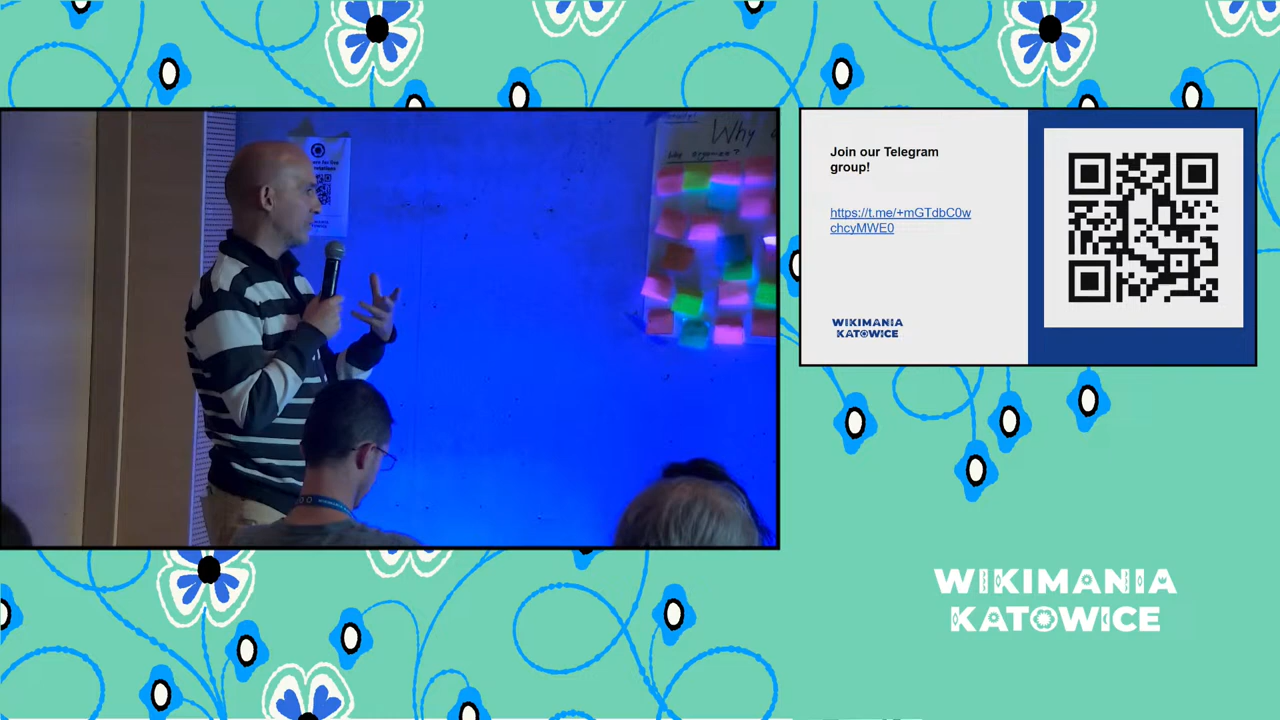 Why
Join our Telegram
group!
https://t.me/+mGTdbC0w
chcyMWE0
WIKIMANIA
KATOWICE
WIKIMANIA
KATOWICE